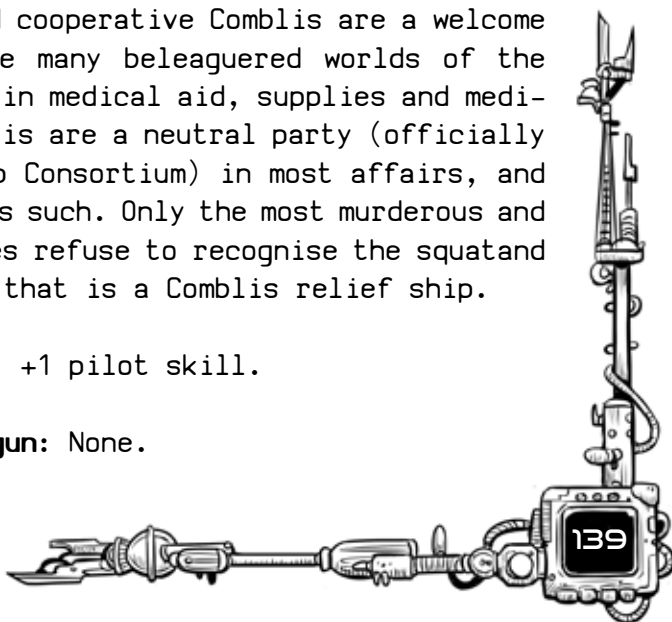 cooperative Comblis are a welcome
many beleaguered worlds of the
in medical aid, supplies and medi-
is are a neutral party (officially
Consortium) in most affairs, and
s such. Only the most murderous and
es refuse to recognise the squatand
that is a Comblis relief ship.
+1 pilot skill.
gun: None.
139